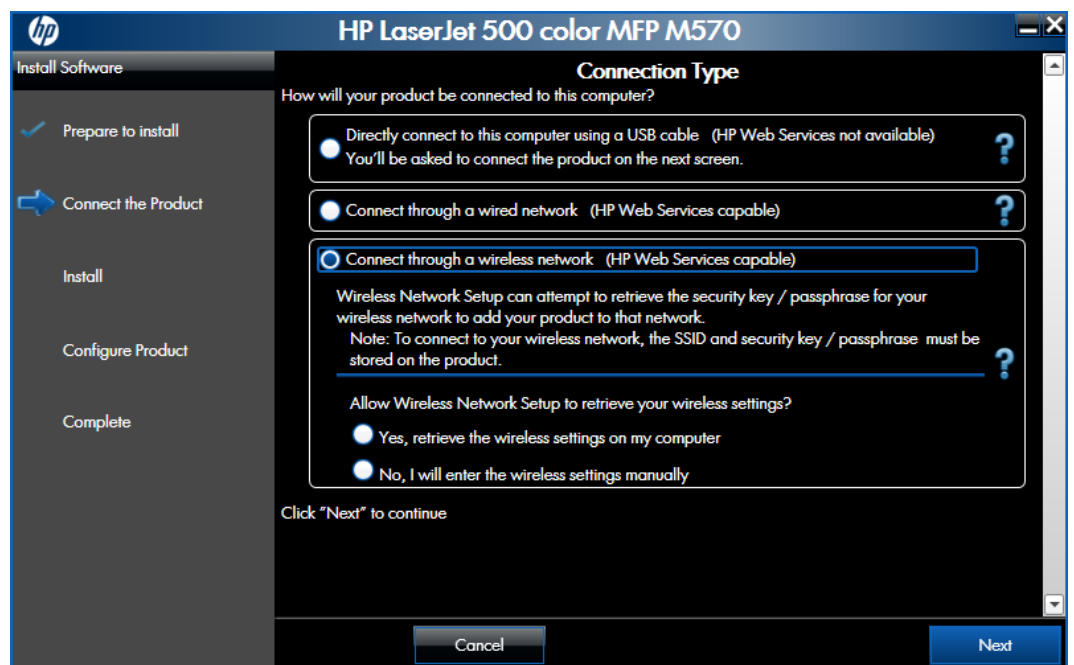 hp
HP LaserJet 500 color MFP M570
Install Software
Prepare to install
Connect the Product
Install
Configure Product
Complete
Connection Type
How will your product be connected to this computer?
Directly connect to this computer using a USB cable (HP Web Services not available)
You'll be asked to connect the product on the next screen.
?
Connect through a wired network (HP Web Services capable)
?
Connect through a wireless network (HP Web Services capable)
Wireless Network Setup can attempt to retrieve the security key / passphrase for your
wireless network to add your product to that network.
Note: To connect to your wireless network, the SSID and security key / passphrase must be
stored on the product.
?
Allow Wireless Network Setup to retrieve your wireless settings?
Yes, retrieve the wireless settings on my computer
No, I will enter the wireless settings manually
Click "Next" to continue
Cancel
Next